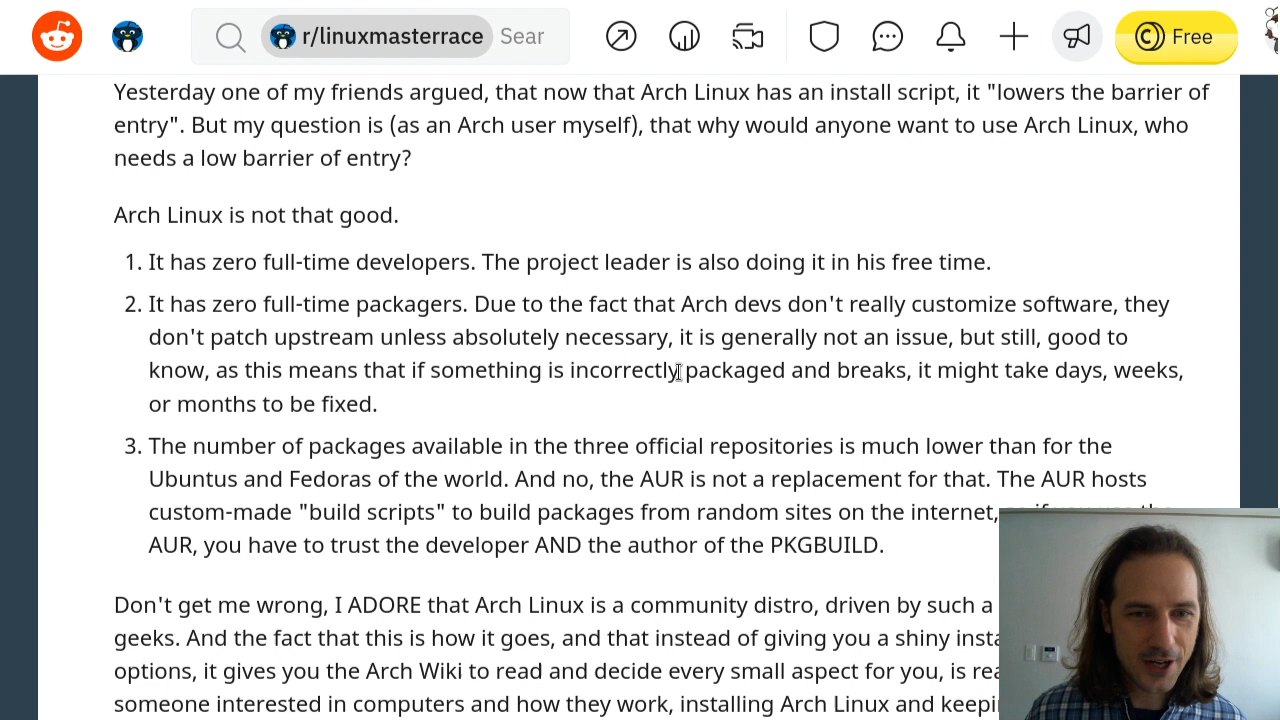 r/linuxmasterrace Sear
Free
Yesterday one of my friends argued, that now that Arch Linux has an install script, it "lowers the barrier of
entry". But my question is (as an Arch user myself), that why would anyone want to use Arch Linux, who
needs a low barrier of entry?
Arch Linux is not that good.
1. It has zero full-time developers. The project leader is also doing it in his free time.
2. It has zero full-time packagers. Due to the fact that Arch devs don't really customize software, they
don't patch upstream unless absolutely necessary, it is generally not an issue, but still, good to
know, as this means that if something is incorrectly packaged and breaks, it might take days, weeks,
or months to be fixed.
3. The number of packages available in the three official repositories is much lower than for the
Ubuntus and Fedoras of the world. And no, the AUR is not a replacement for that. The AUR hosts
custom-made "build scripts" to build packages from random sites on the internet,
AUR, you have to trust the developer AND the author of the PKGBUILD.
Don't get me wrong, I ADORE that Arch Linux is a community distro, driven by such a
geeks. And the fact that this is how it goes, and that instead of giving you a shiny insta
options, it gives you the Arch Wiki to read and decide every small aspect for you, is rea
someone interested in computers and how they work, installing Arch Linux and keepin